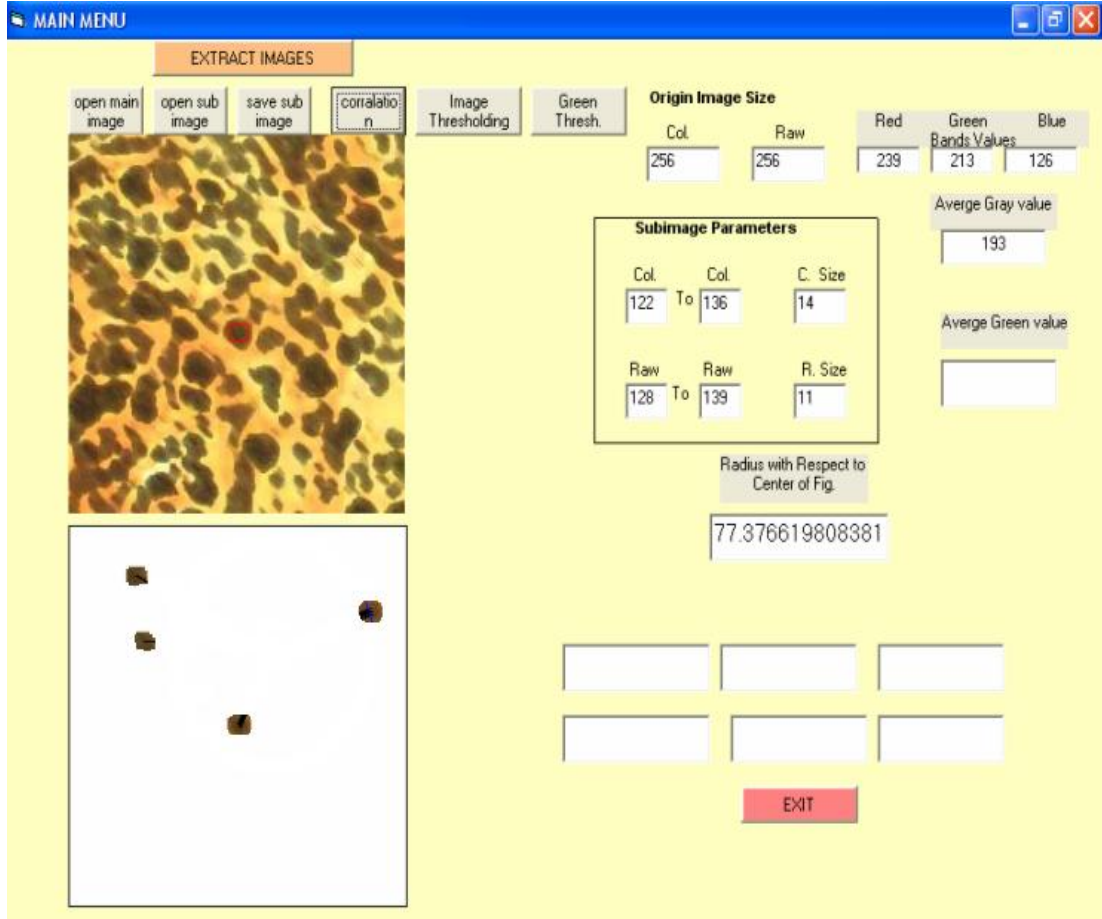 MAIN MENU
EXTRACT IMAGES
open main
image
open sub
image
save sub
image
corralatio
n
Image
Thresholding
Green
Thresh.
Origin Image Size
Col.
Raw
256
256
Red
Green
Blue
Bands Values
239
213
126
Averge Gray value
193
Subimage Parameters
Col.
Col.
C. Size
122
To
136
14
Raw
Raw
R. Size
128
To
139
11
Averge Green value
Radius with Respect to
Center of Fig.
77.376619808381
EXIT